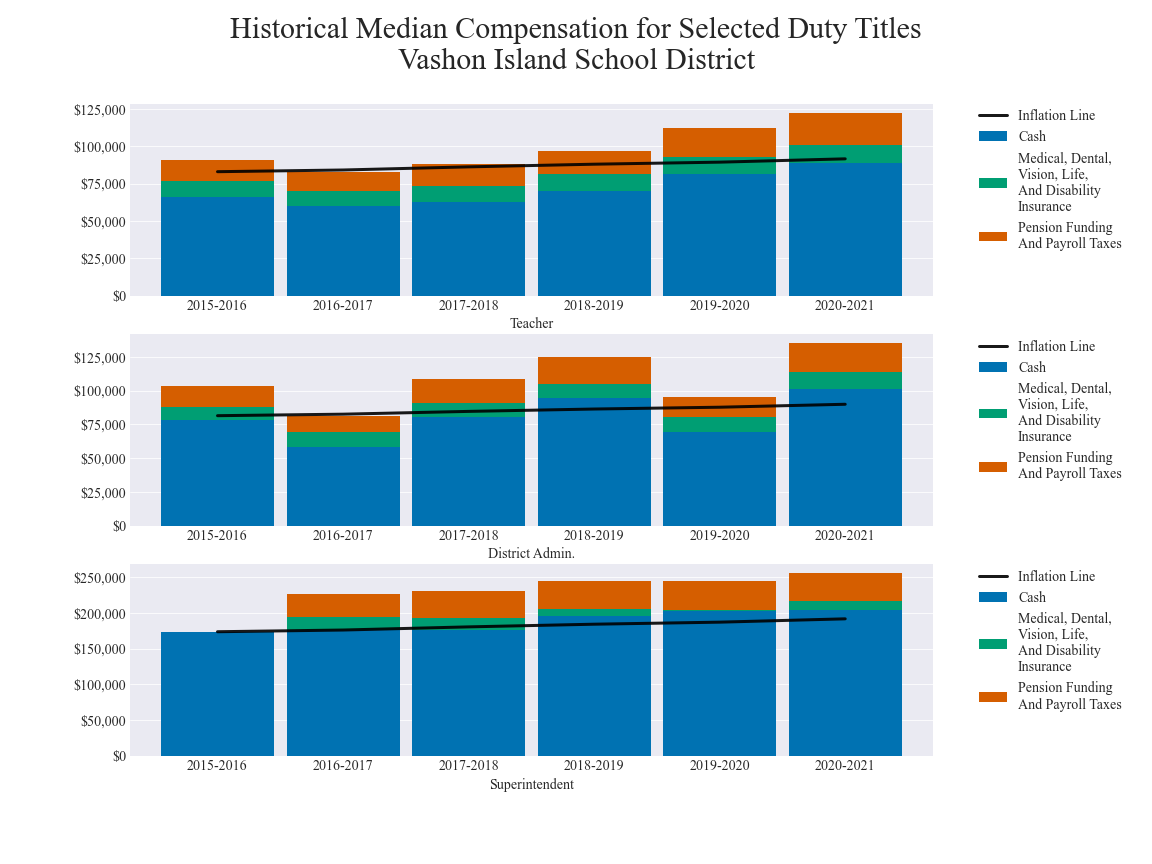 Historical Median Compensation for Selected Duty Titles
Vashon Island School District
$125,000
$100,000
$75,000
$50,000
$25,000
$0
2015-2016
2016-2017
2017-2018
2018-2019
2019-2020
2020-2021
Teacher
Inflation Line
Cash
Medical, Dental,
Vision, Life,
And Disability
Insurance
Pension Funding
And Payroll Taxes
$125,000
$100,000
$75,000
$50,000
$25,000
$0
2015-2016
2016-2017
2017-2018
2018-2019
2019-2020
2020-2021
District Admin.
Inflation Line
Cash
Medical, Dental,
Vision, Life,
And Disability
Insurance
Pension Funding
And Payroll Taxes
$250,000
$200,000
$150,000
$100,000
$50,000
$0
2015-2016
2016-2017
2017-2018
2018-2019
2019-2020
2020-2021
Superintendent
Inflation Line
Cash
Medical, Dental,
Vision, Life,
And Disability
Insurance
Pension Funding
And Payroll Taxes